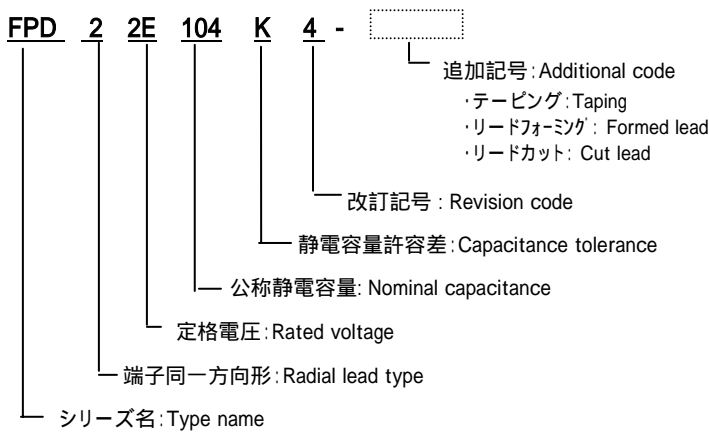 FPD 2 2E 104 K 4 -
追加記号:Additional code
・テーピング:Taping
・リードフォーミング: Formed lead
・リードカット: Cut lead
改訂記号 : Revision code
静電容量許容差:Capacitance tolerance
公称静電容量: Nominal capacitance
定格電圧:Rated voltage
端子同一方向形:Radial lead type
シリーズ名:Type name